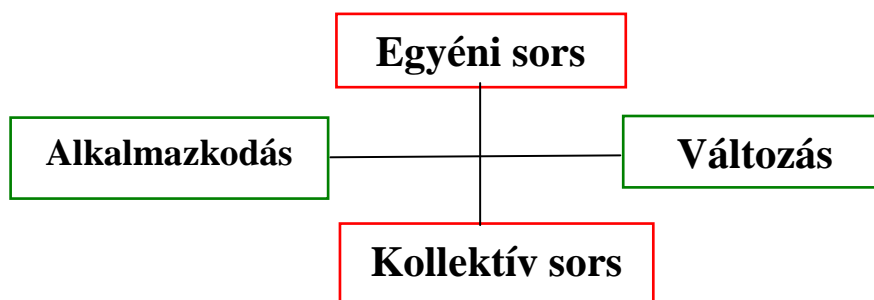 Egyéni sors
Alkalmazkodás
Változás
Kollektív sors